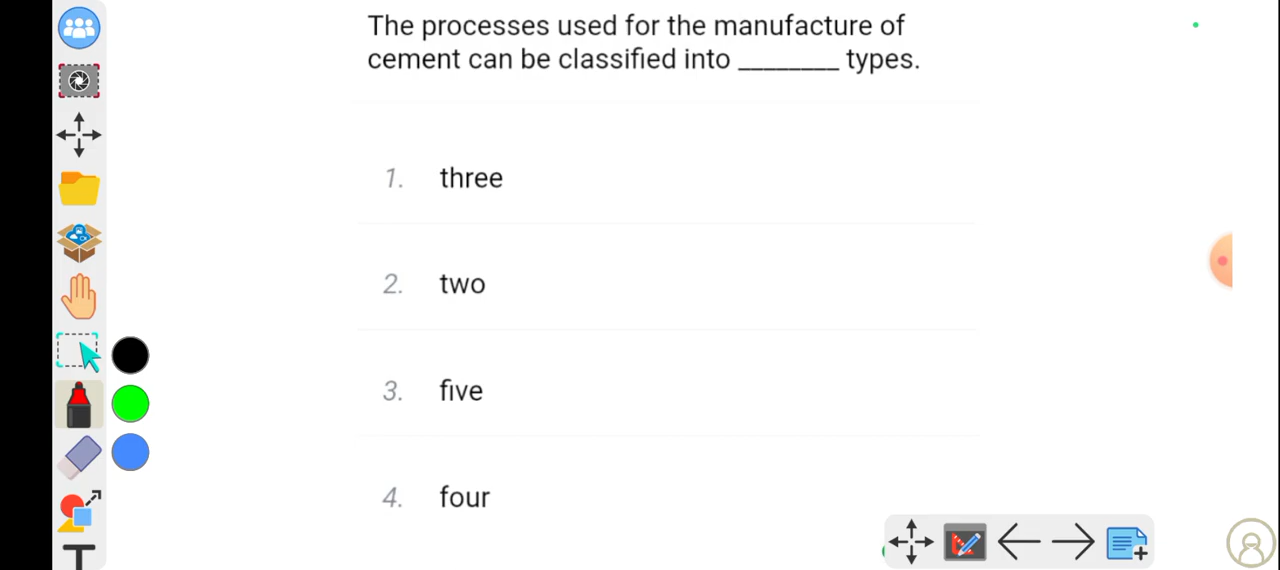 The processes used for the manufacture of
cement can be classified into ________ types.
1. three
2. two
3. five
4. four
T